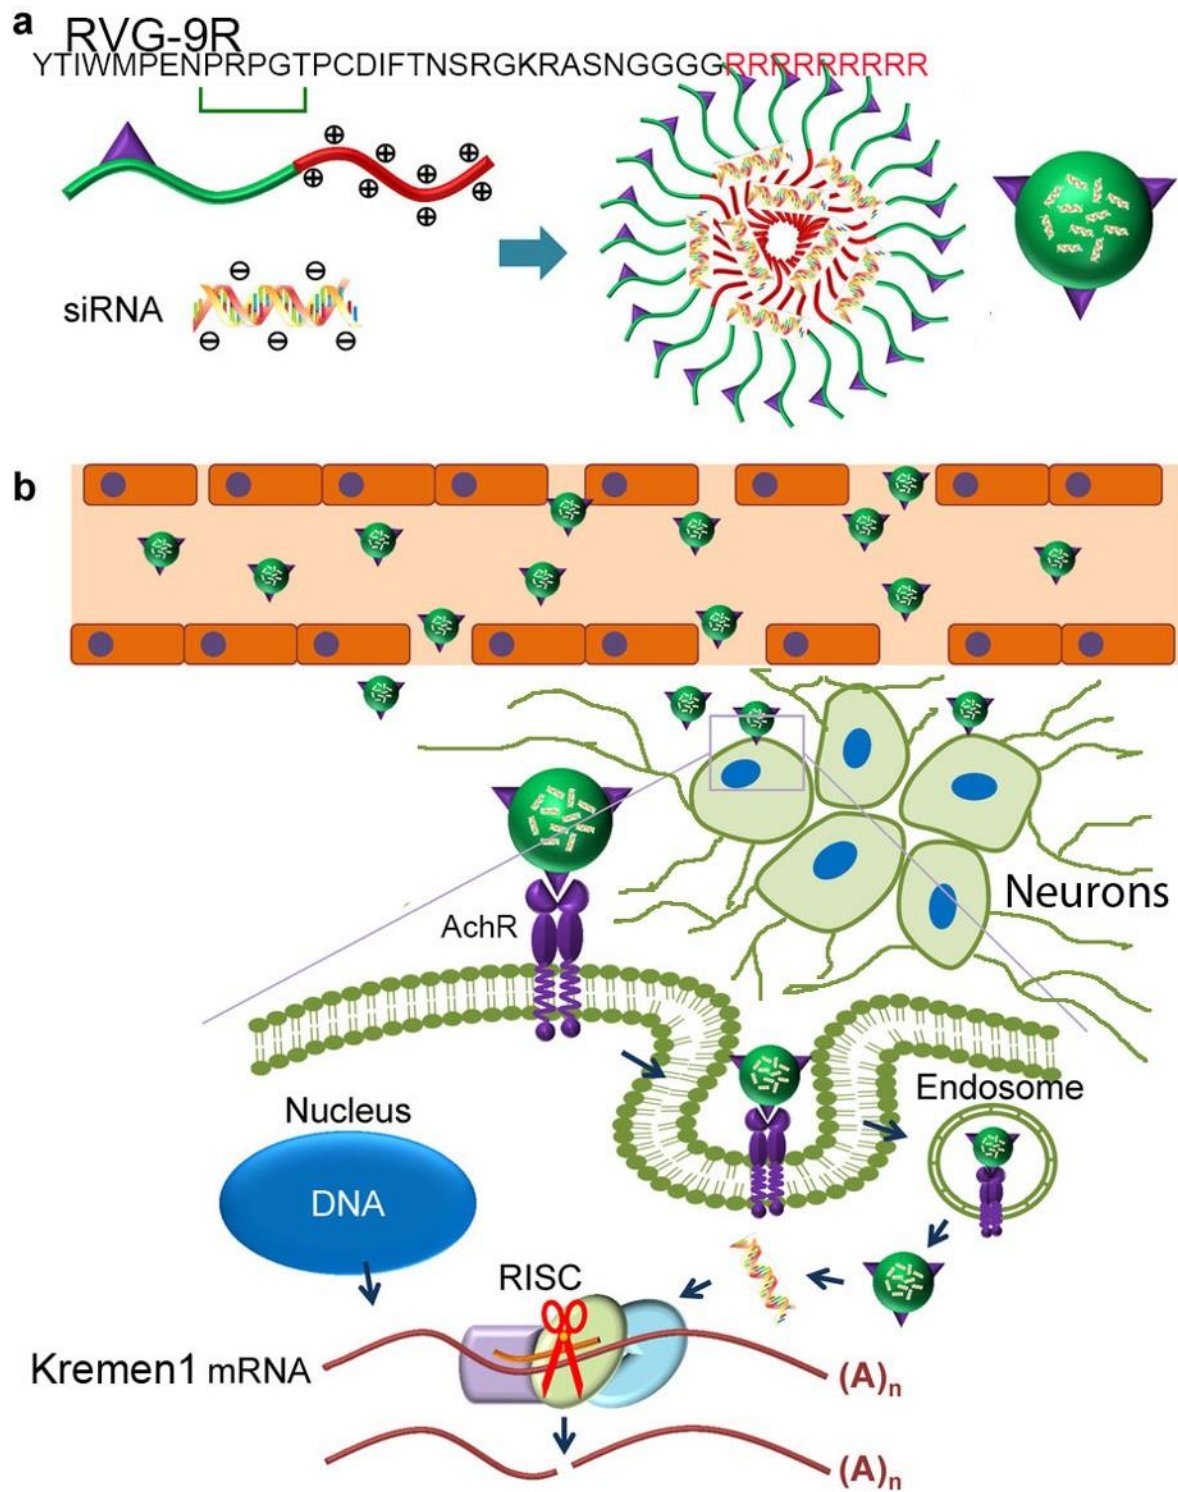 a
RVG-9R
YTIWMPENPRPGTPCDIFTNSRGKRASNGGGGRRRRRRRRR
⊕ ⊕ ⊕ ⊕
⊕ ⊕ ⊕ ⊕
⊖ ⊖
siRNA
⊖ ⊖ ⊖
b
Neurons
AchR
Endosome
Nucleus
DNA
RISC
Kremen1 mRNA
(A)n
(A)n